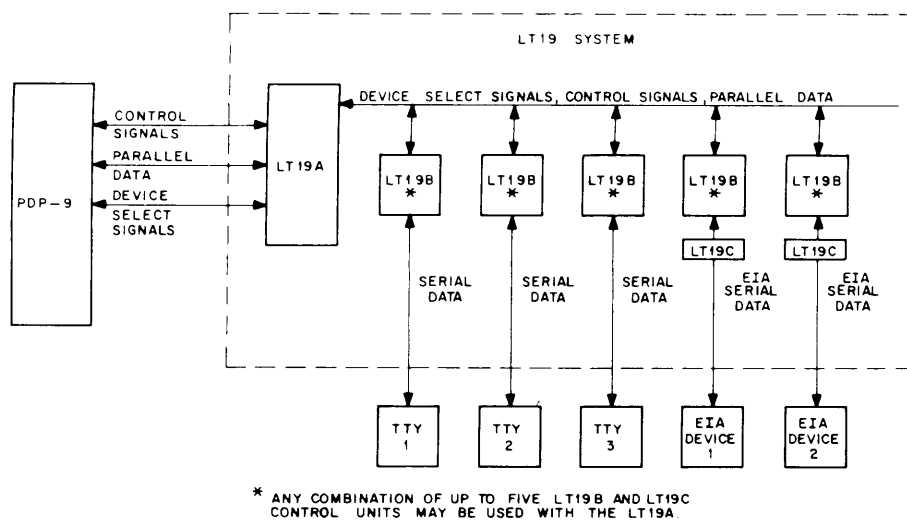 LT19 SYSTEM
DEVICE SELECT SIGNALS, CONTROL SIGNALS, PARALLEL DATA
CONTROL
SIGNALS
PARALLEL
DATA
DEVICE
SELECT
SIGNALS
PDP-9
LT19A
LT19B
*
LT19B
*
LT19B
*
LT19B
*
LT19B
*
LT19C
LT19C
SERIAL
DATA
SERIAL
DATA
SERIAL
DATA
EIA
SERIAL
DATA
EIA
SERIAL
DATA
TTY
1
TTY
2
TTY
3
EIA
DEVICE
1
EIA
DEVICE
2
* ANY COMBINATION OF UP TO FIVE LT19B AND LT19C
CONTROL UNITS MAY BE USED WITH THE LT19A.